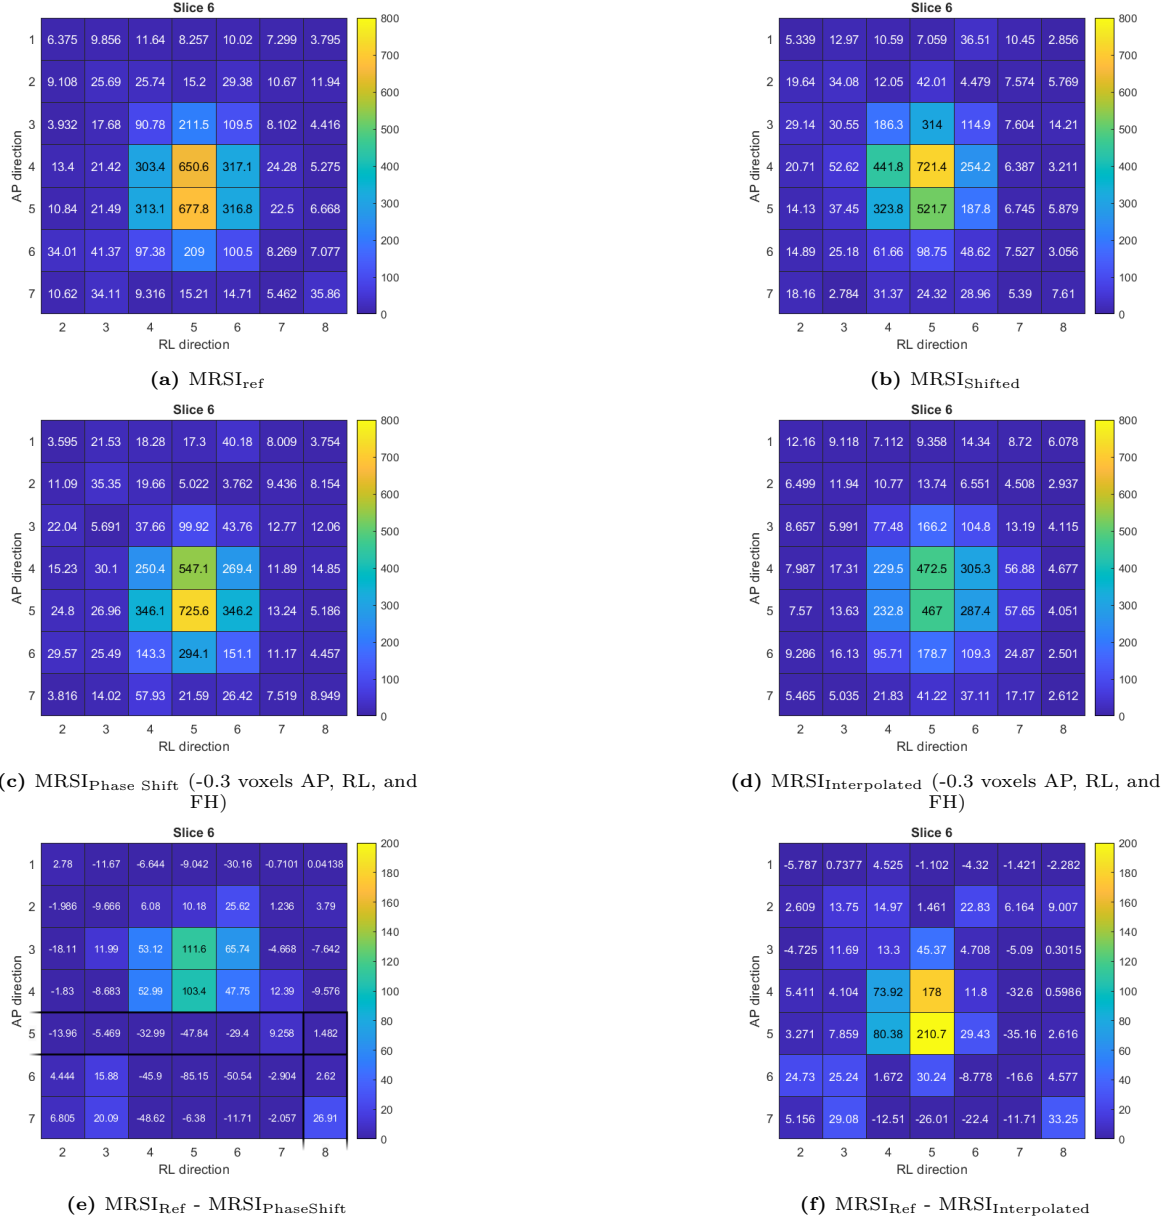 Slice 6
1 6.375 9.856 11.64 8.257 10.02 7.299 3.795
2 9.108 25.69 25.74 15.2 29.38 10.67 11.94
3 3.932 17.68 90.78 211.5 109.5 8.102 4.416
4 13.4 21.42 303.4 650.6 317.1 24.28 5.275
5 10.84 21.49 313.1 677.8 316.8 22.5 6.668
6 34.01 41.37 97.38 209 100.5 8.269 7.077
7 10.62 34.11 9.316 15.21 14.71 5.462 35.86
2 3 4 5 6 7 8
RL direction
AP direction
800
700
600
500
400
300
200
100
0
(a) MRSIref
Slice 6
1 5.339 12.97 10.59 7.059 36.51 10.45 2.856
2 19.64 34.08 12.05 42.01 4.479 7.574 5.769
3 29.14 30.55 186.3 314 114.9 7.604 14.21
4 20.71 52.62 441.8 721.4 254.2 6.387 3.211
5 14.13 37.45 323.8 521.7 187.8 6.745 5.879
6 14.89 25.18 61.66 98.75 48.62 7.527 3.056
7 18.16 2.784 31.37 24.32 28.96 5.39 7.61
2 3 4 5 6 7 8
RL direction
AP direction
800
700
600
500
400
300
200
100
0
(b) MRSIShifted
Slice 6
1 3.595 21.53 18.28 17.3 40.18 8.009 3.754
2 11.09 35.35 19.66 5.022 3.762 9.436 8.154
3 22.04 5.691 37.66 99.92 43.76 12.77 12.06
4 15.23 30.1 250.4 547.1 269.4 11.89 14.85
5 24.8 26.96 346.1 725.6 346.2 13.24 5.186
6 29.57 25.49 143.3 294.1 151.1 11.17 4.457
7 3.816 14.02 57.93 21.59 26.42 7.519 8.949
2 3 4 5 6 7 8
RL direction
AP direction
800
700
600
500
400
300
200
100
0
(c) MRSIPhase Shift (-0.3 voxels AP, RL, and
FH)
Slice 6
1 12.16 9.118 7.112 9.358 14.34 8.72 6.078
2 6.499 11.94 10.77 13.74 6.551 4.508 2.937
3 8.657 5.991 77.48 166.2 104.8 13.19 4.115
4 7.987 17.31 229.5 472.5 305.3 56.88 4.677
5 7.57 13.63 232.8 467 287.4 57.65 4.051
6 9.286 16.13 95.71 178.7 109.3 24.87 2.501
7 5.465 5.035 21.83 41.22 37.11 17.17 2.612
2 3 4 5 6 7 8
RL direction
AP direction
800
700
600
500
400
300
200
100
0
(d) MRSIInterpolated (-0.3 voxels AP, RL, and
FH)
Slice 6
1 2.78 -11.67 -6.644 -9.042 -30.16 -0.7101 0.04138
2 -1.986 -9.666 6.08 10.18 25.62 1.236 3.79
3 -18.11 11.99 53.12 111.6 65.74 -4.668 -7.642
4 -1.83 -8.683 52.99 103.4 47.75 12.39 -9.576
5 -13.96 -5.469 -32.99 -47.84 -29.4 9.258 1.482
6 4.444 15.88 -45.9 -85.15 -50.54 -2.904 2.62
7 6.805 20.09 -48.62 -6.38 -11.71 -2.057 26.91
2 3 4 5 6 7 8
RL direction
AP direction
200
180
160
140
120
100
80
60
40
20
0
(e) MRSIRef - MRSIPhaseShift
Slice 6
1 -5.787 0.7377 4.525 -1.102 -4.32 -1.421 -2.282
2 2.609 13.75 14.97 1.461 22.83 6.164 9.007
3 -4.725 11.69 13.3 45.37 4.708 -5.09 0.3015
4 5.411 4.104 73.92 178 11.8 -32.6 0.5986
5 3.271 7.859 80.38 210.7 29.43 -35.16 2.616
6 24.73 25.24 1.672 30.24 -8.778 -16.6 4.577
7 5.156 29.08 -12.51 -26.01 -22.4 -11.71 33.25
2 3 4 5 6 7 8
RL direction
AP direction
200
180
160
140
120
100
80
60
40
20
0
(f) MRSIRef - MRSIInterpolated